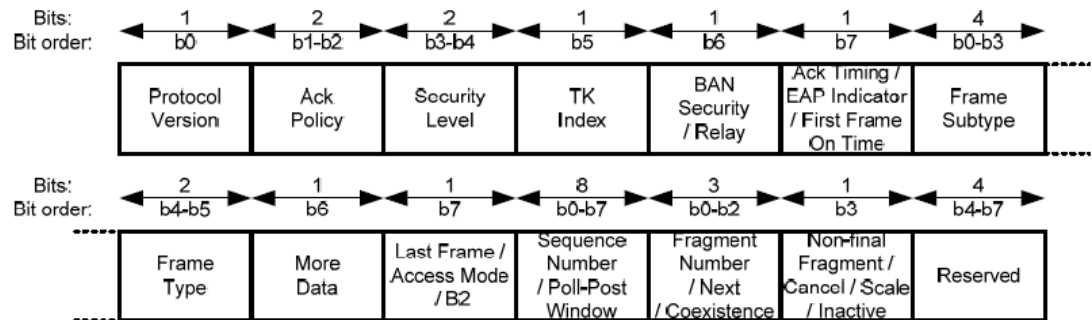 Bits: 1 2 2 1 1 1 4
Bit order: b0 b1-b2 b3-b4 b5 b6 b7 b0-b3
Protocol Version
Ack Policy
Security Level
TK Index
BAN Security / Relay
Ack Timing / EAP Indicator / First Frame On Time
Frame Subtype
Bits: 2 1 1 8 3 1 4
Bit order: b4-b5 b6 b7 b0-b7 b0-b2 b3 b4-b7
Frame Type
More Data
Last Frame / Access Mode / B2
Sequence Number / Poll-Post Window
Fragment Number / Next / Coexistence
Non-final Fragment / Cancel / Scale / Inactive
Reserved